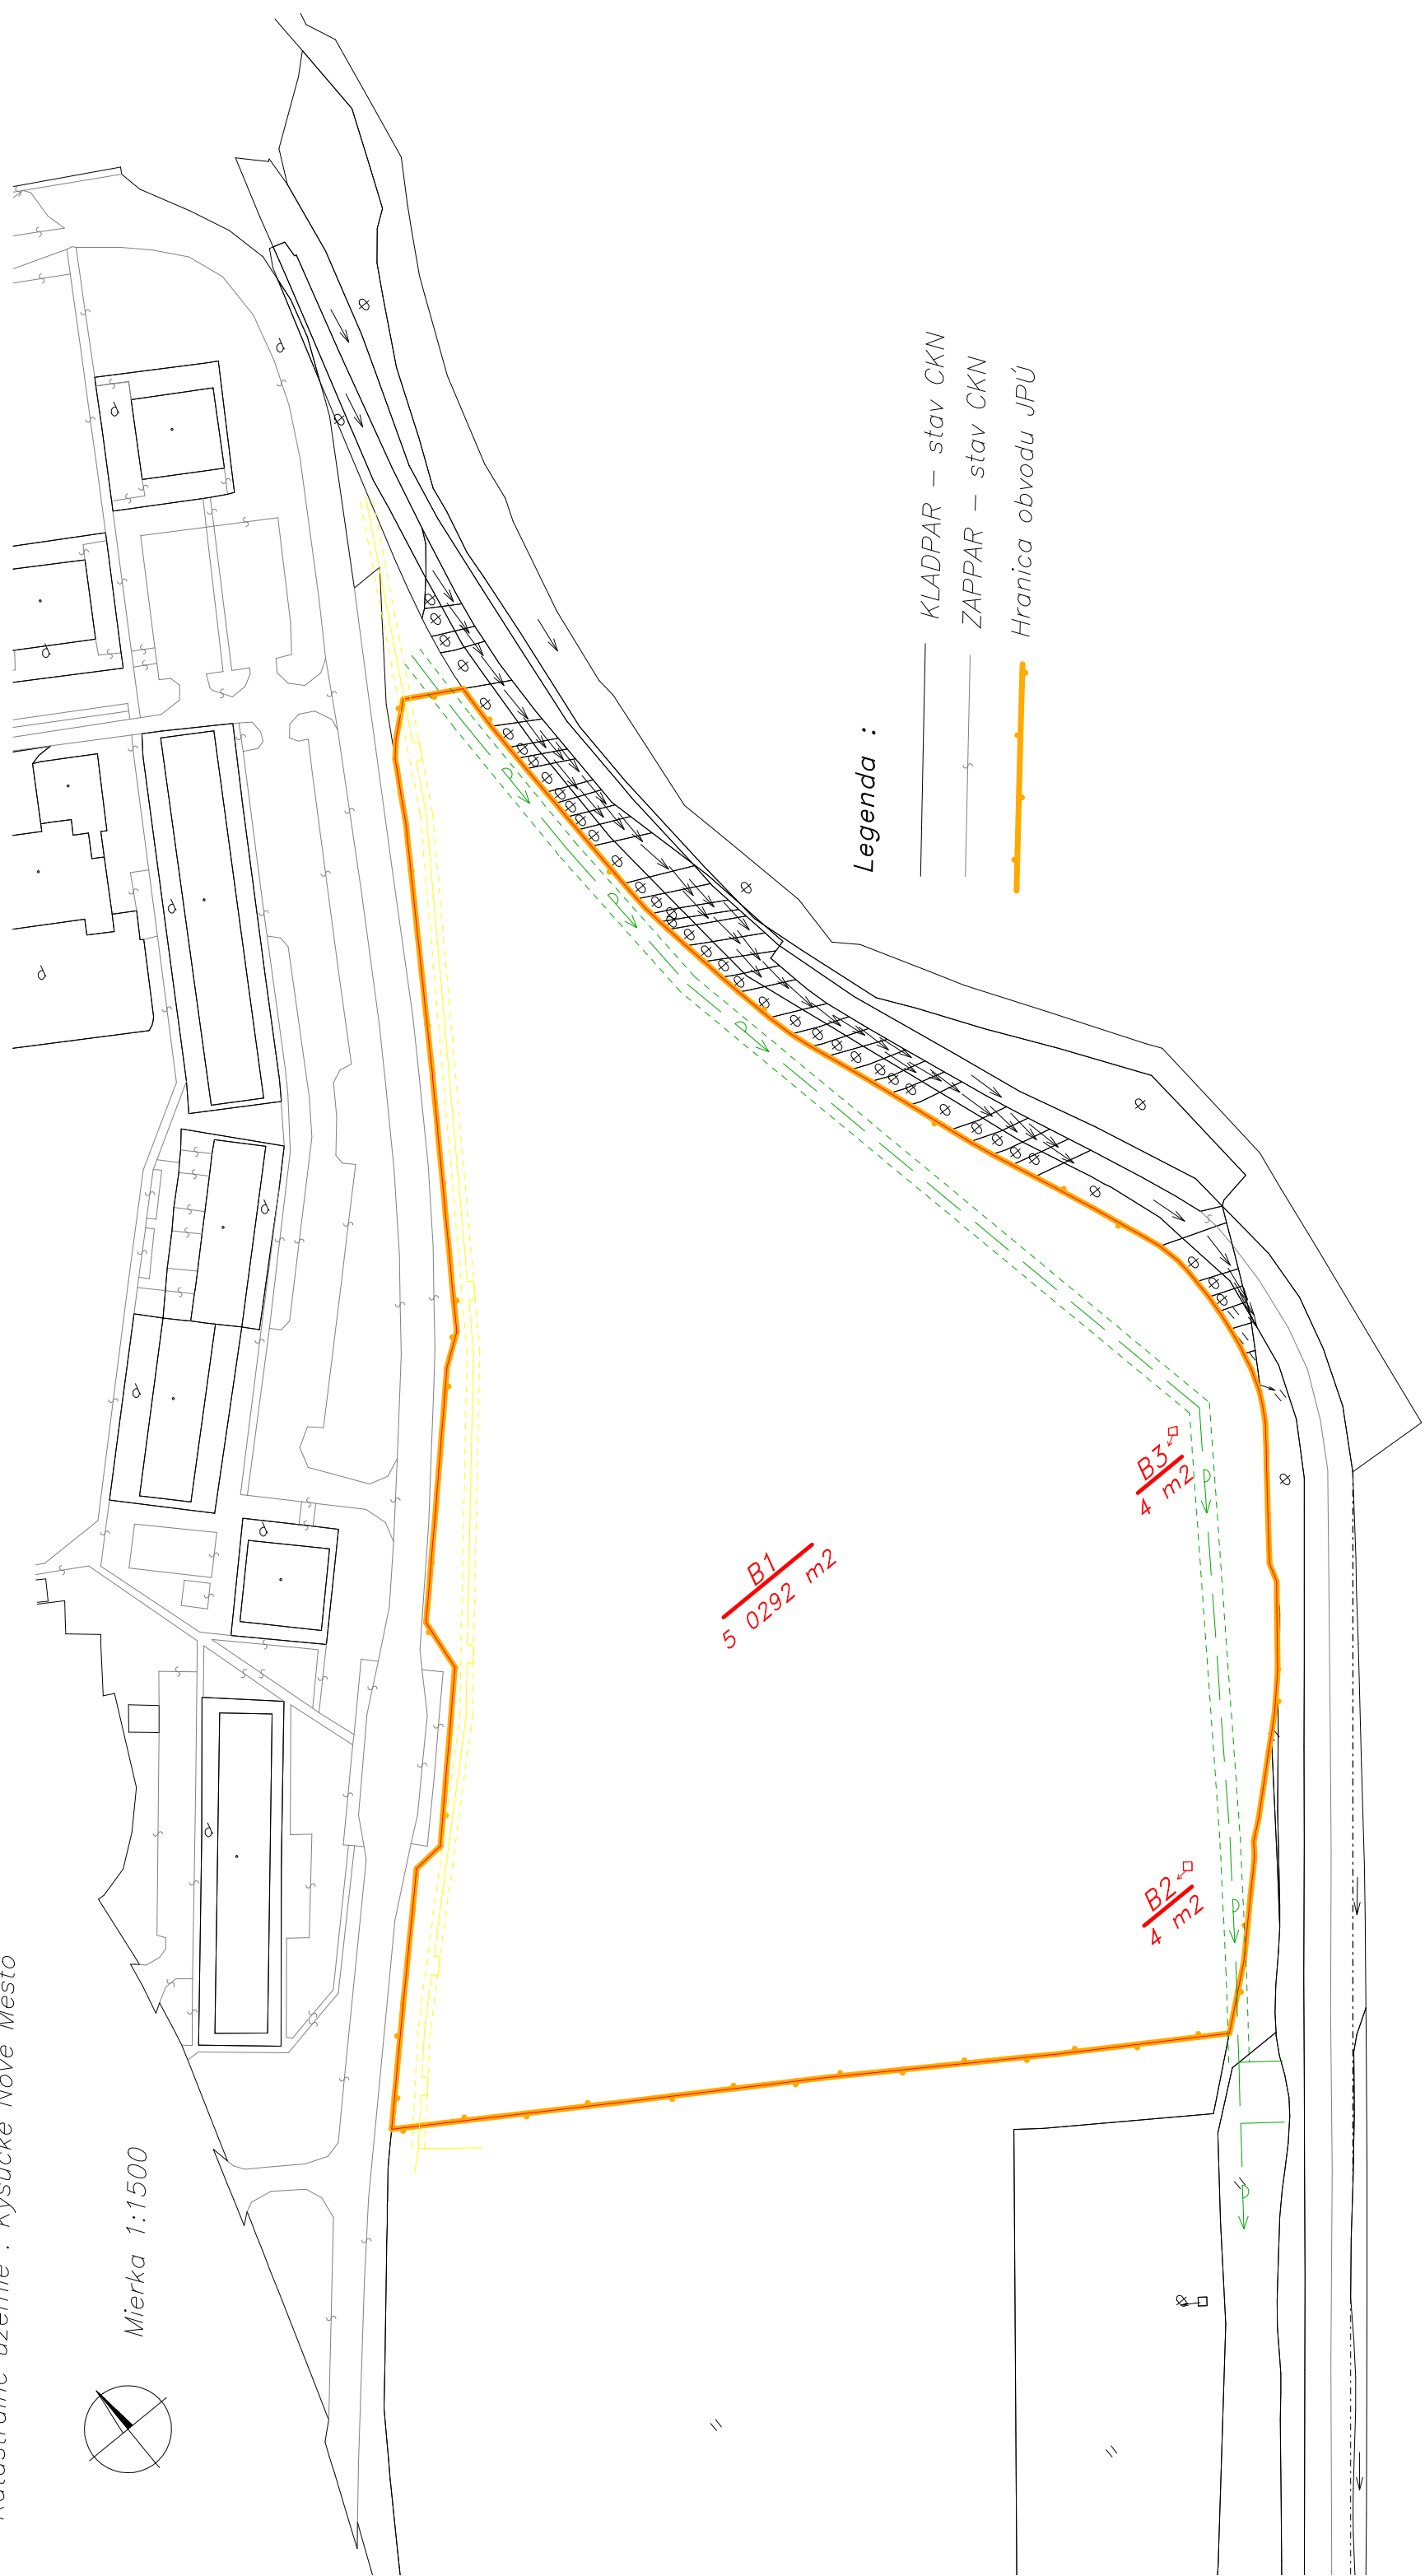 Katastrálne územie : Kysucké Nové Mesto
Mierka 1:1500
Legenda :
KLADPAR – stav CKN
ZAPPAR – stav CKN
Hranica obvodu JPÚ
B1
5 0292 m2
B2
4 m2
B3
4 m2